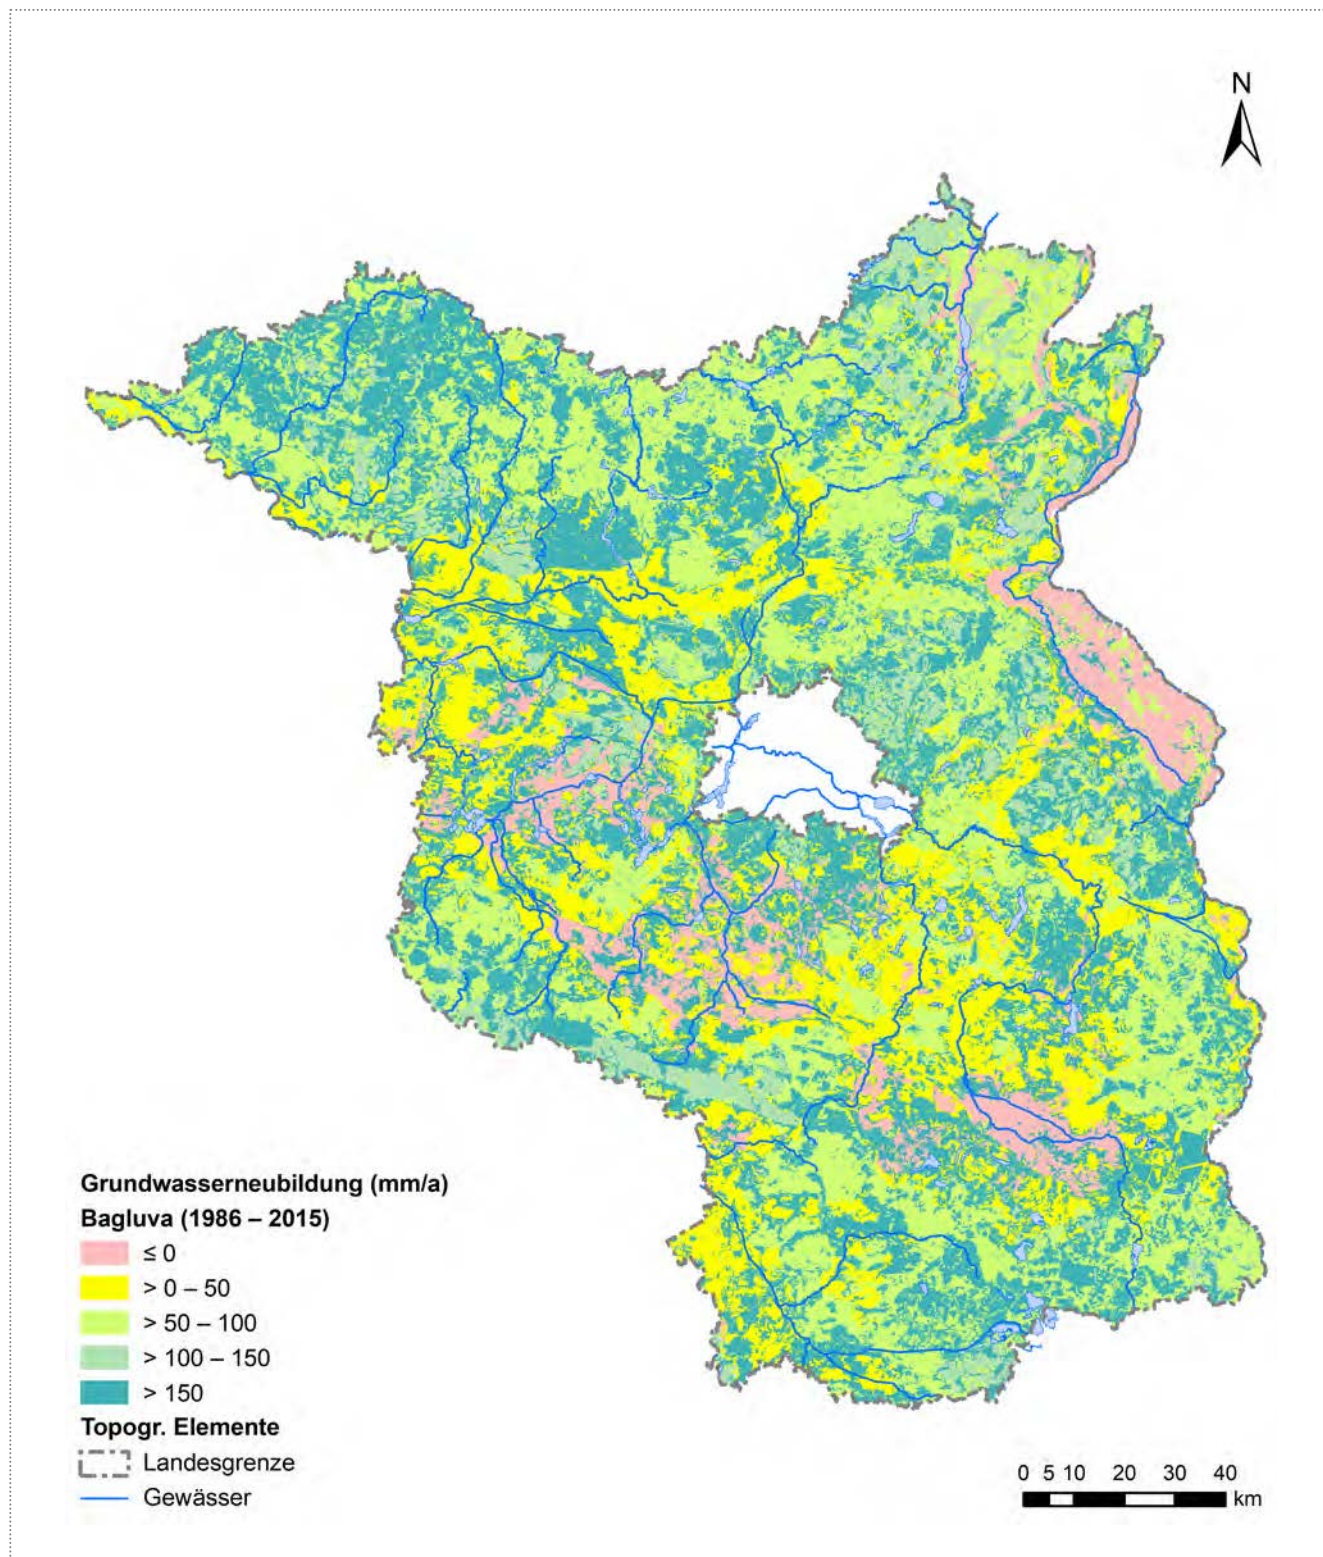 N
Grundwasserneubildung (mm/a)
Bagluva (1986 – 2015)
≤ 0
> 0 – 50
> 50 – 100
> 100 – 150
> 150
Topogr. Elemente
Landesgrenze
Gewässer
0 5 10 20 30 40
km